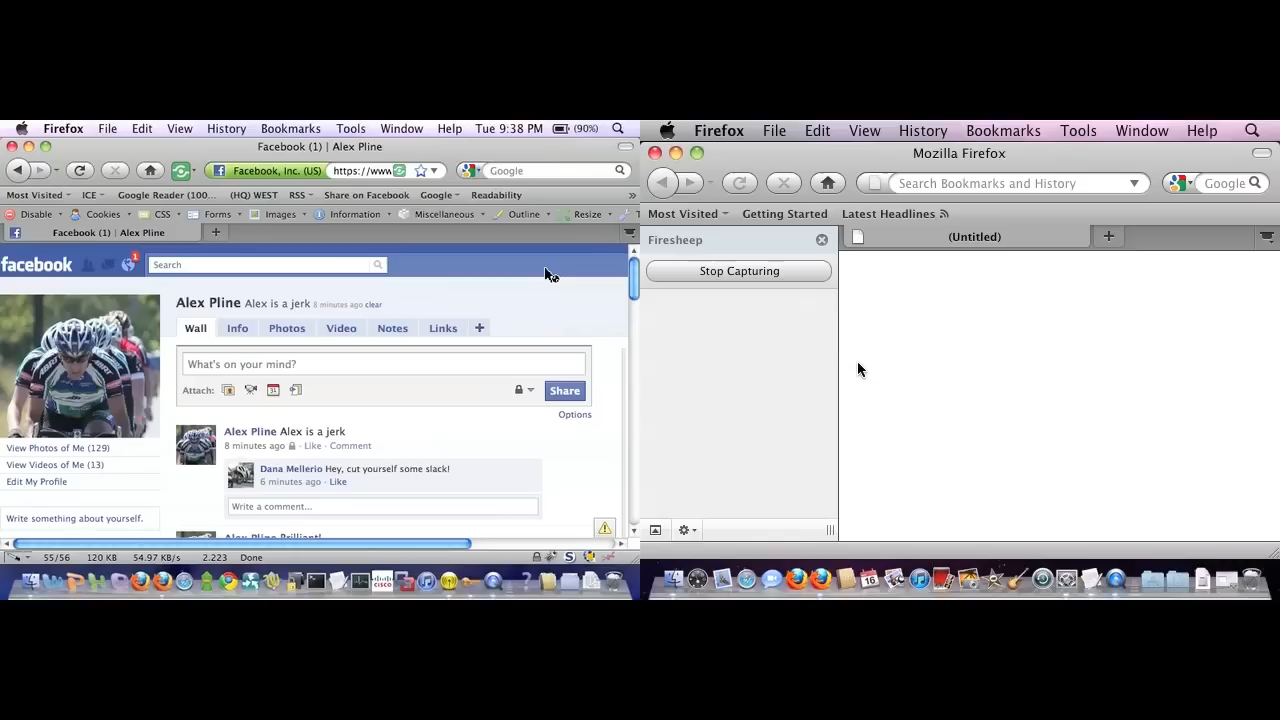 Firefox File Edit View History Bookmarks Tools Window Help Tue 9:38 PM (90%)
Facebook (1) | Alex Pline
Facebook, Inc. (US) https://www Google
Most Visited ICE Google Reader (100... (HQ) WEST RSS Share on Facebook Google Readability »
Disable Cookies CSS Forms Images Information Miscellaneous Outline Resize
Facebook (1) | Alex Pline
facebook 1 Search
Alex Pline Alex is a jerk 8 minutes ago clear
Wall Info Photos Video Notes Links +
What's on your mind?
Attach: 31 Share
Options
Alex Pline Alex is a jerk
8 minutes ago · Like · Comment
Dana Mellerio Hey, cut yourself some slack!
6 minutes ago · Like
Write a comment...
Alex Pline Brilliant!
View Photos of Me (129)
View Videos of Me (13)
Edit My Profile
Write something about yourself.
55/56 120 KB 54.97 KB/s 2.223 Done
CISCO
Firefox File Edit View History Bookmarks Tools Window Help
Mozilla Firefox
Search Bookmarks and History Google
Most Visited Getting Started Latest Headlines
Firesheep (Untitled)
Stop Capturing
16